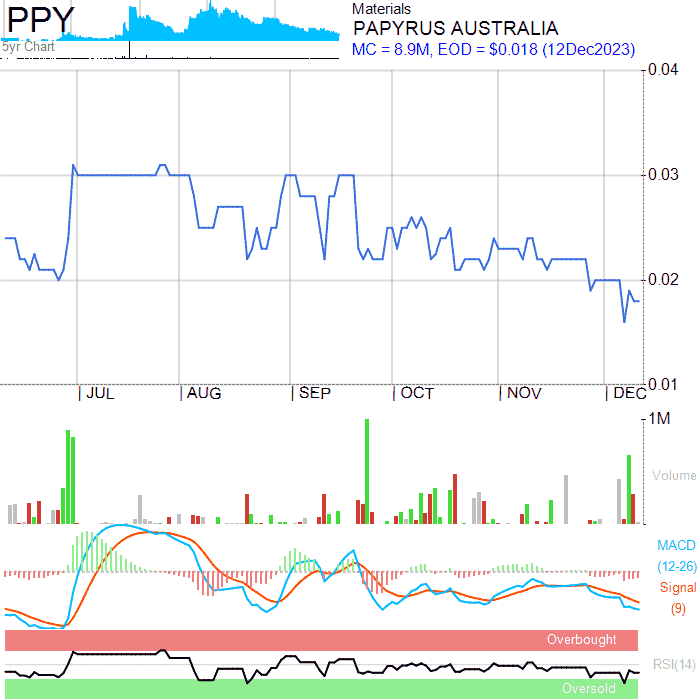 PPY
5yr Chart
Materials
PAPYRUS AUSTRALIA
MC = 8.9M, EOD = $0.018 (12Dec2023)
0.04
0.03
0.02
0.01
JUL AUG SEP OCT NOV DEC
1M
Volume
MACD
(12-26)
Signal
(9)
Overbought
RSI(14)
Oversold